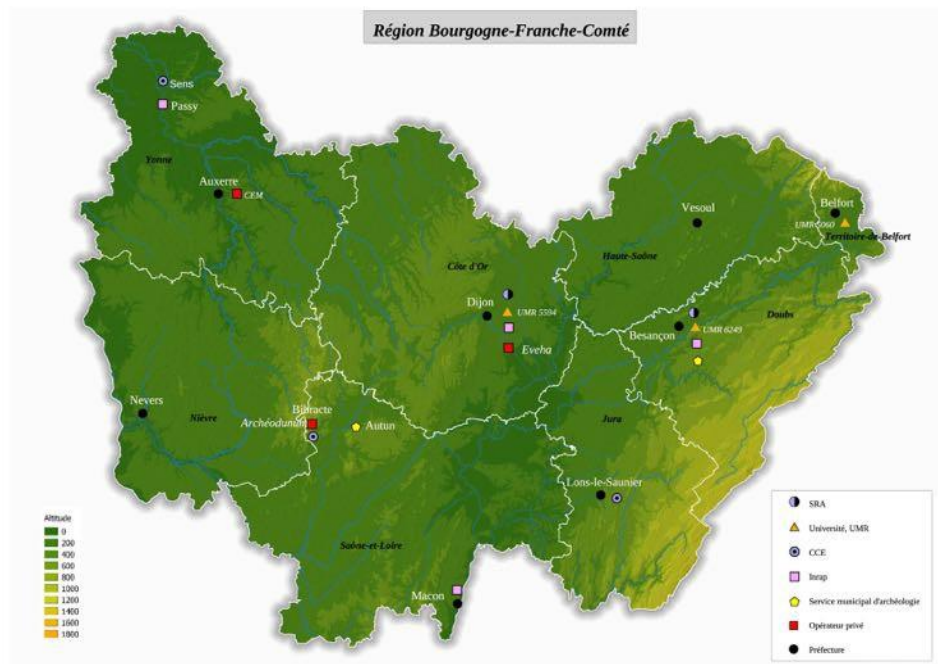 Région Bourgogne-Franche-Comté
Sens
Passy
Yonne
Auxerre
CEM
Vesoul
Belfort
UMR 5060
Territoire-de-Belfort
Haute-Saône
Côte d'Or
Dijon
UMR 5594
Eveha
Besançon
UMR 6249
Doubs
Nevers
Nièvre
Bibracte
Archéodunum
Autun
Jura
Lons-le-Saunier
Saône-et-Loire
Macon
Altitude
0
200
400
600
800
1000
1200
1400
1600
1800
SRA
Université, UMR
CCE
Inrap
Service municipal d'archéologie
Opérateur privé
Préfecture